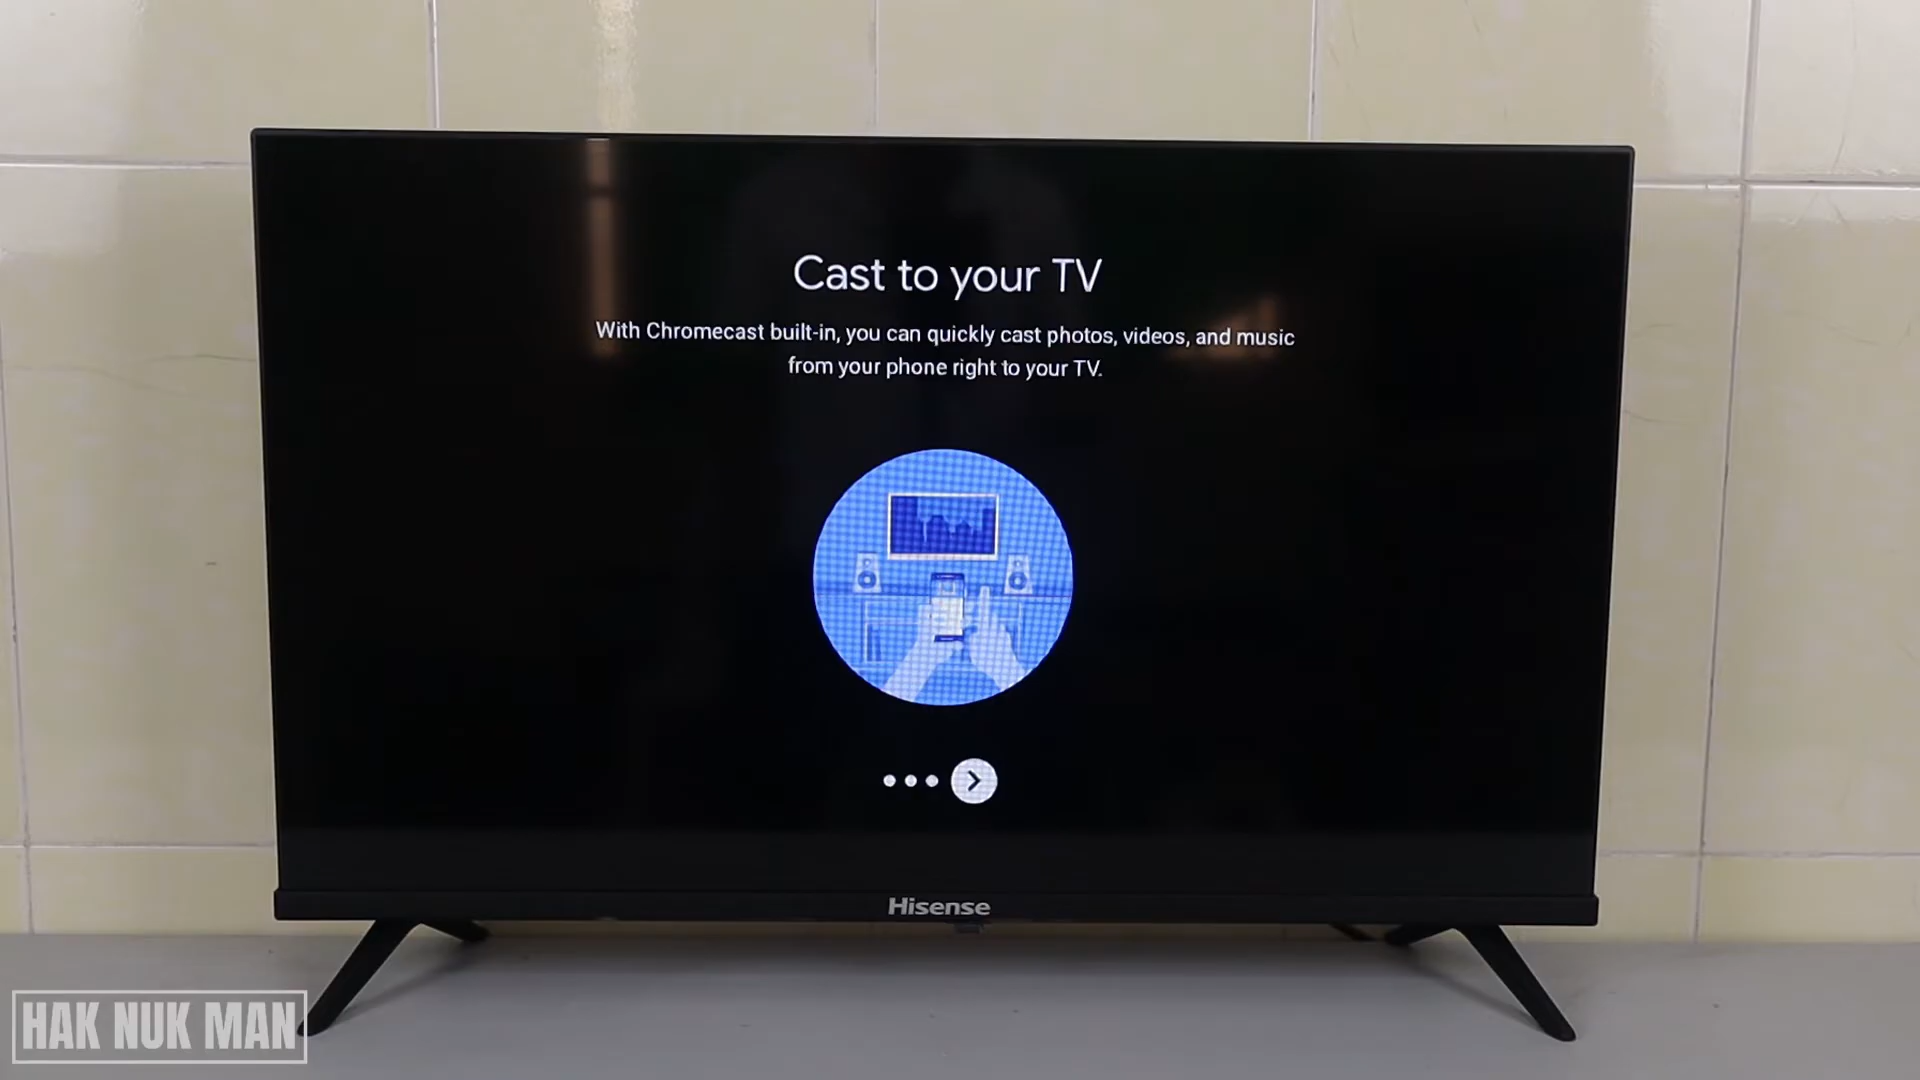 Cast to your TV
With Chromecast built-in, you can quickly cast photos, videos, and music
from your phone right to your TV.
Hisense
HAK NUK MAN